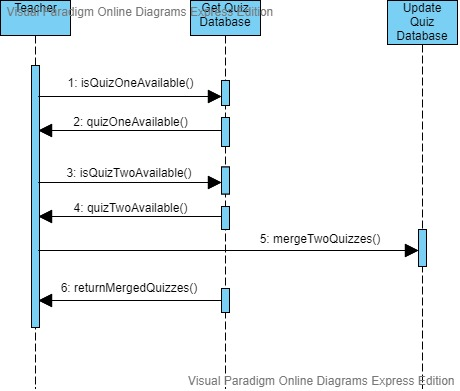 Visual Paradigm Online Diagrams Express Edition
Teacher
Get Quiz
Database
Update
Quiz
Database
1: isQuizOneAvailable()
2: quizOneAvailable()
3: isQuizTwoAvailable()
4: quizTwoAvailable()
5: mergeTwoQuizzes()
6: returnMergedQuizzes()
Visual Paradigm Online Diagrams Express Edition